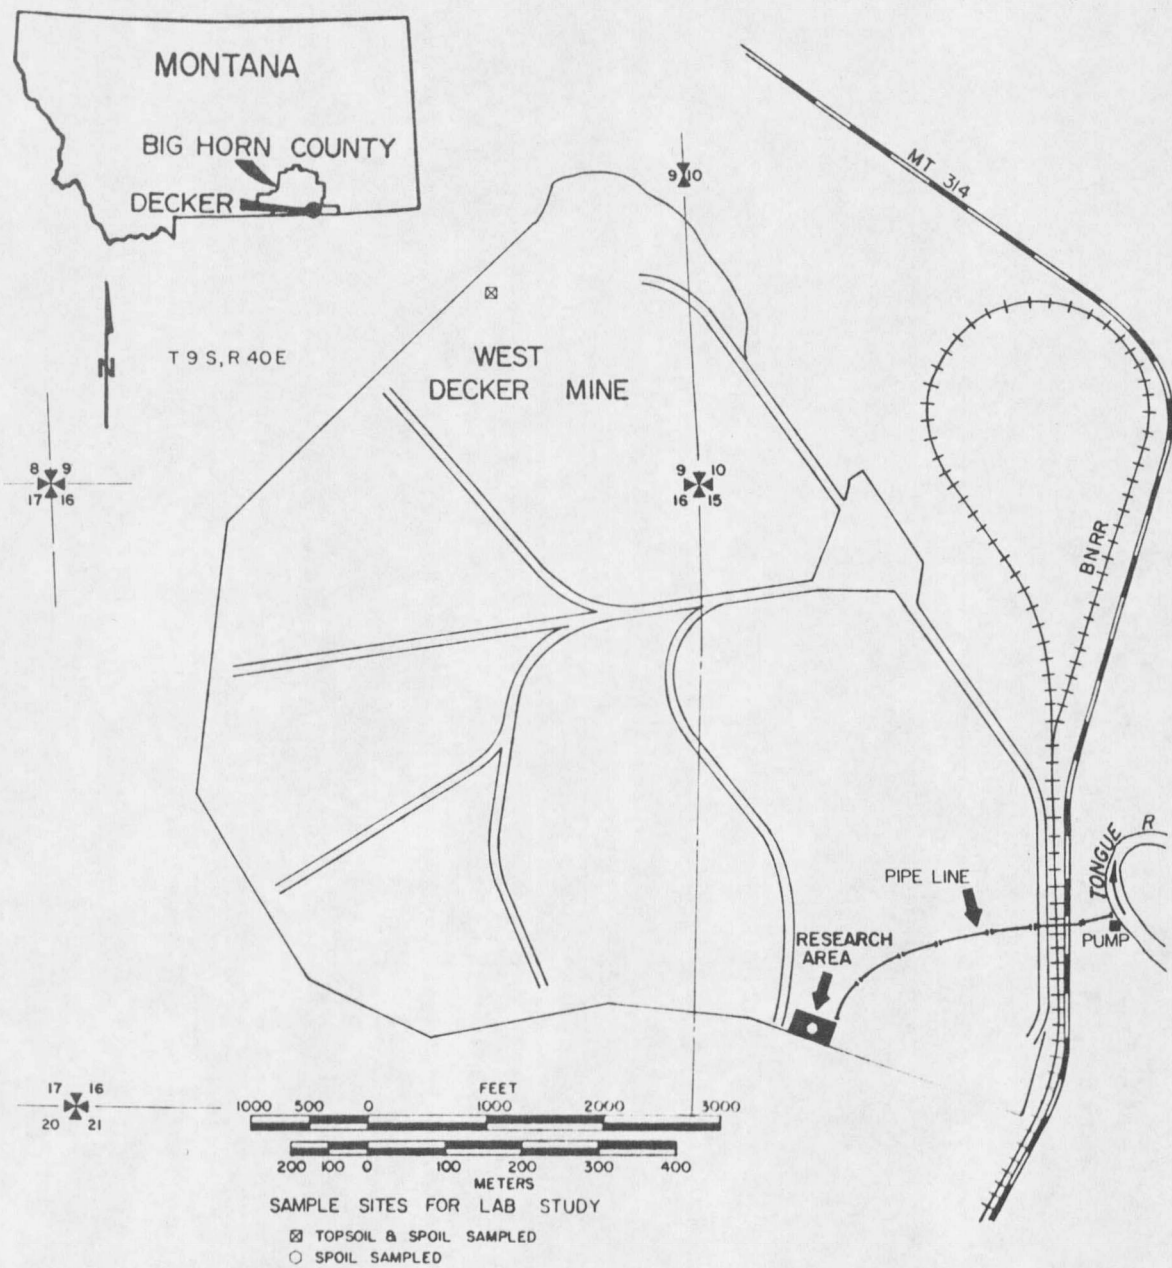 MONTANA
BIG HORN COUNTY
DECKER
N
T 9 S, R 40 E
9 10
MT 314
WEST
DECKER MINE
8 9
17 16
9 10
16 15
BNRR
TONGUE R
PIPE LINE
PUMP
RESEARCH
AREA
17 16
20 21
FEET
1000 500 0 1000 2000 3000
200 100 0 100 200 300 400
METERS
SAMPLE SITES FOR LAB STUDY
TOPSOIL & SPOIL SAMPLED
SPOIL SAMPLED